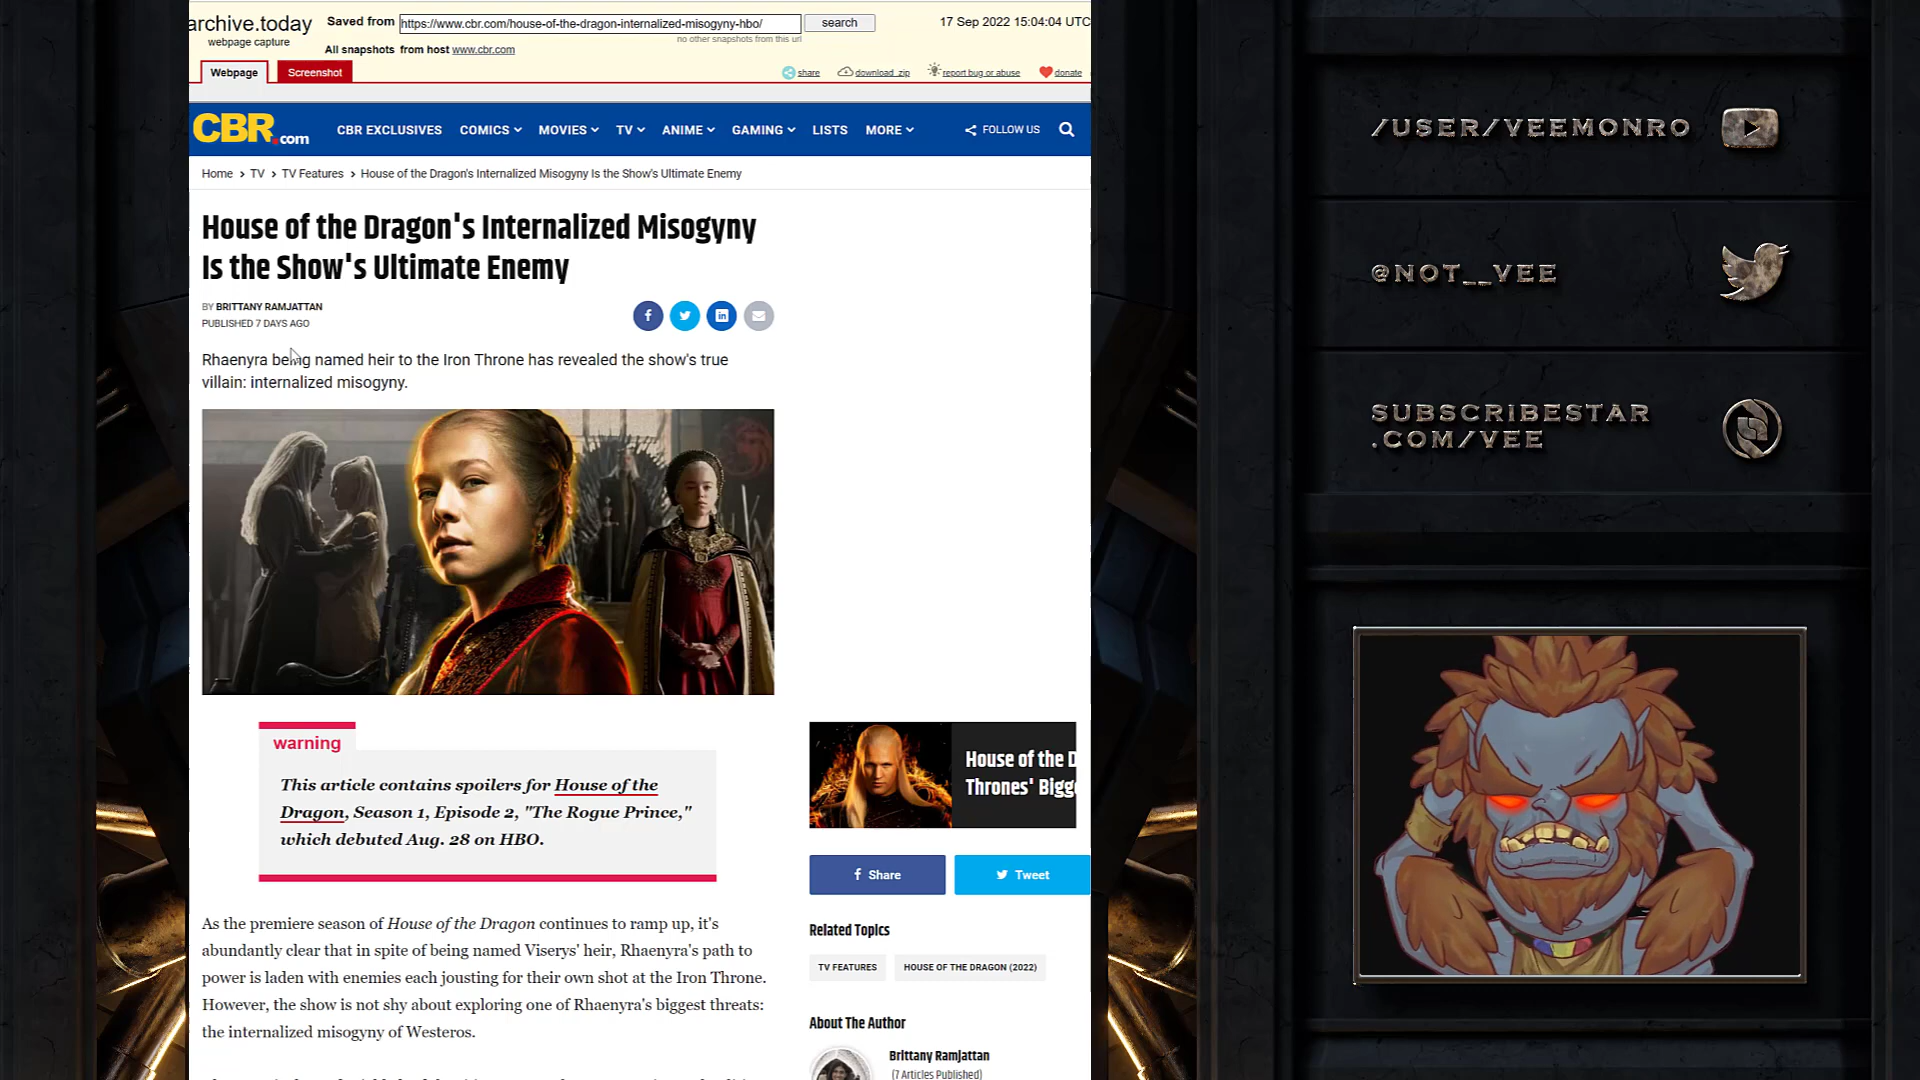 archive.today
webpage capture
Saved from https://www.cbr.com/house-of-the-dragon-internalized-misogyny-hbo/ search
no other snapshots from this url
17 Sep 2022 15:04:04 UTC
All snapshots from host www.cbr.com
Webpage Screenshot
share download .zip report bug or abuse donate
CBR.com
CBR EXCLUSIVES COMICS MOVIES TV ANIME GAMING LISTS MORE FOLLOW US
Home > TV > TV Features > House of the Dragon's Internalized Misogyny Is the Show's Ultimate Enemy
House of the Dragon's Internalized Misogyny
Is the Show's Ultimate Enemy
BY BRITTANY RAMJATTAN
PUBLISHED 7 DAYS AGO
Rhaenyra being named heir to the Iron Throne has revealed the show's true
villain: internalized misogyny.
warning
This article contains spoilers for House of the
Dragon, Season 1, Episode 2, "The Rogue Prince,"
which debuted Aug. 28 on HBO.
As the premiere season of House of the Dragon continues to ramp up, it's
abundantly clear that in spite of being named Viserys' heir, Rhaenyra's path to
power is laden with enemies each jousting for their own shot at the Iron Throne.
However, the show is not shy about exploring one of Rhaenyra's biggest threats:
the internalized misogyny of Westeros.
House of the D
Thrones' Bigg
Share Tweet
Related Topics
TV FEATURES HOUSE OF THE DRAGON (2022)
About The Author
Brittany Ramjattan
(7 Articles Published)
/USER/VEEMONRO
@NOT__VEE
SUBSCRIBESTAR
.COM/VEE